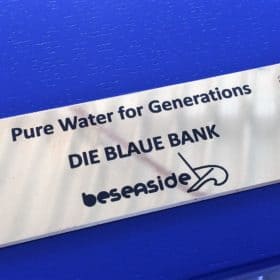 Pure Water for Generations
DIE BLAUE BANK
beseaside